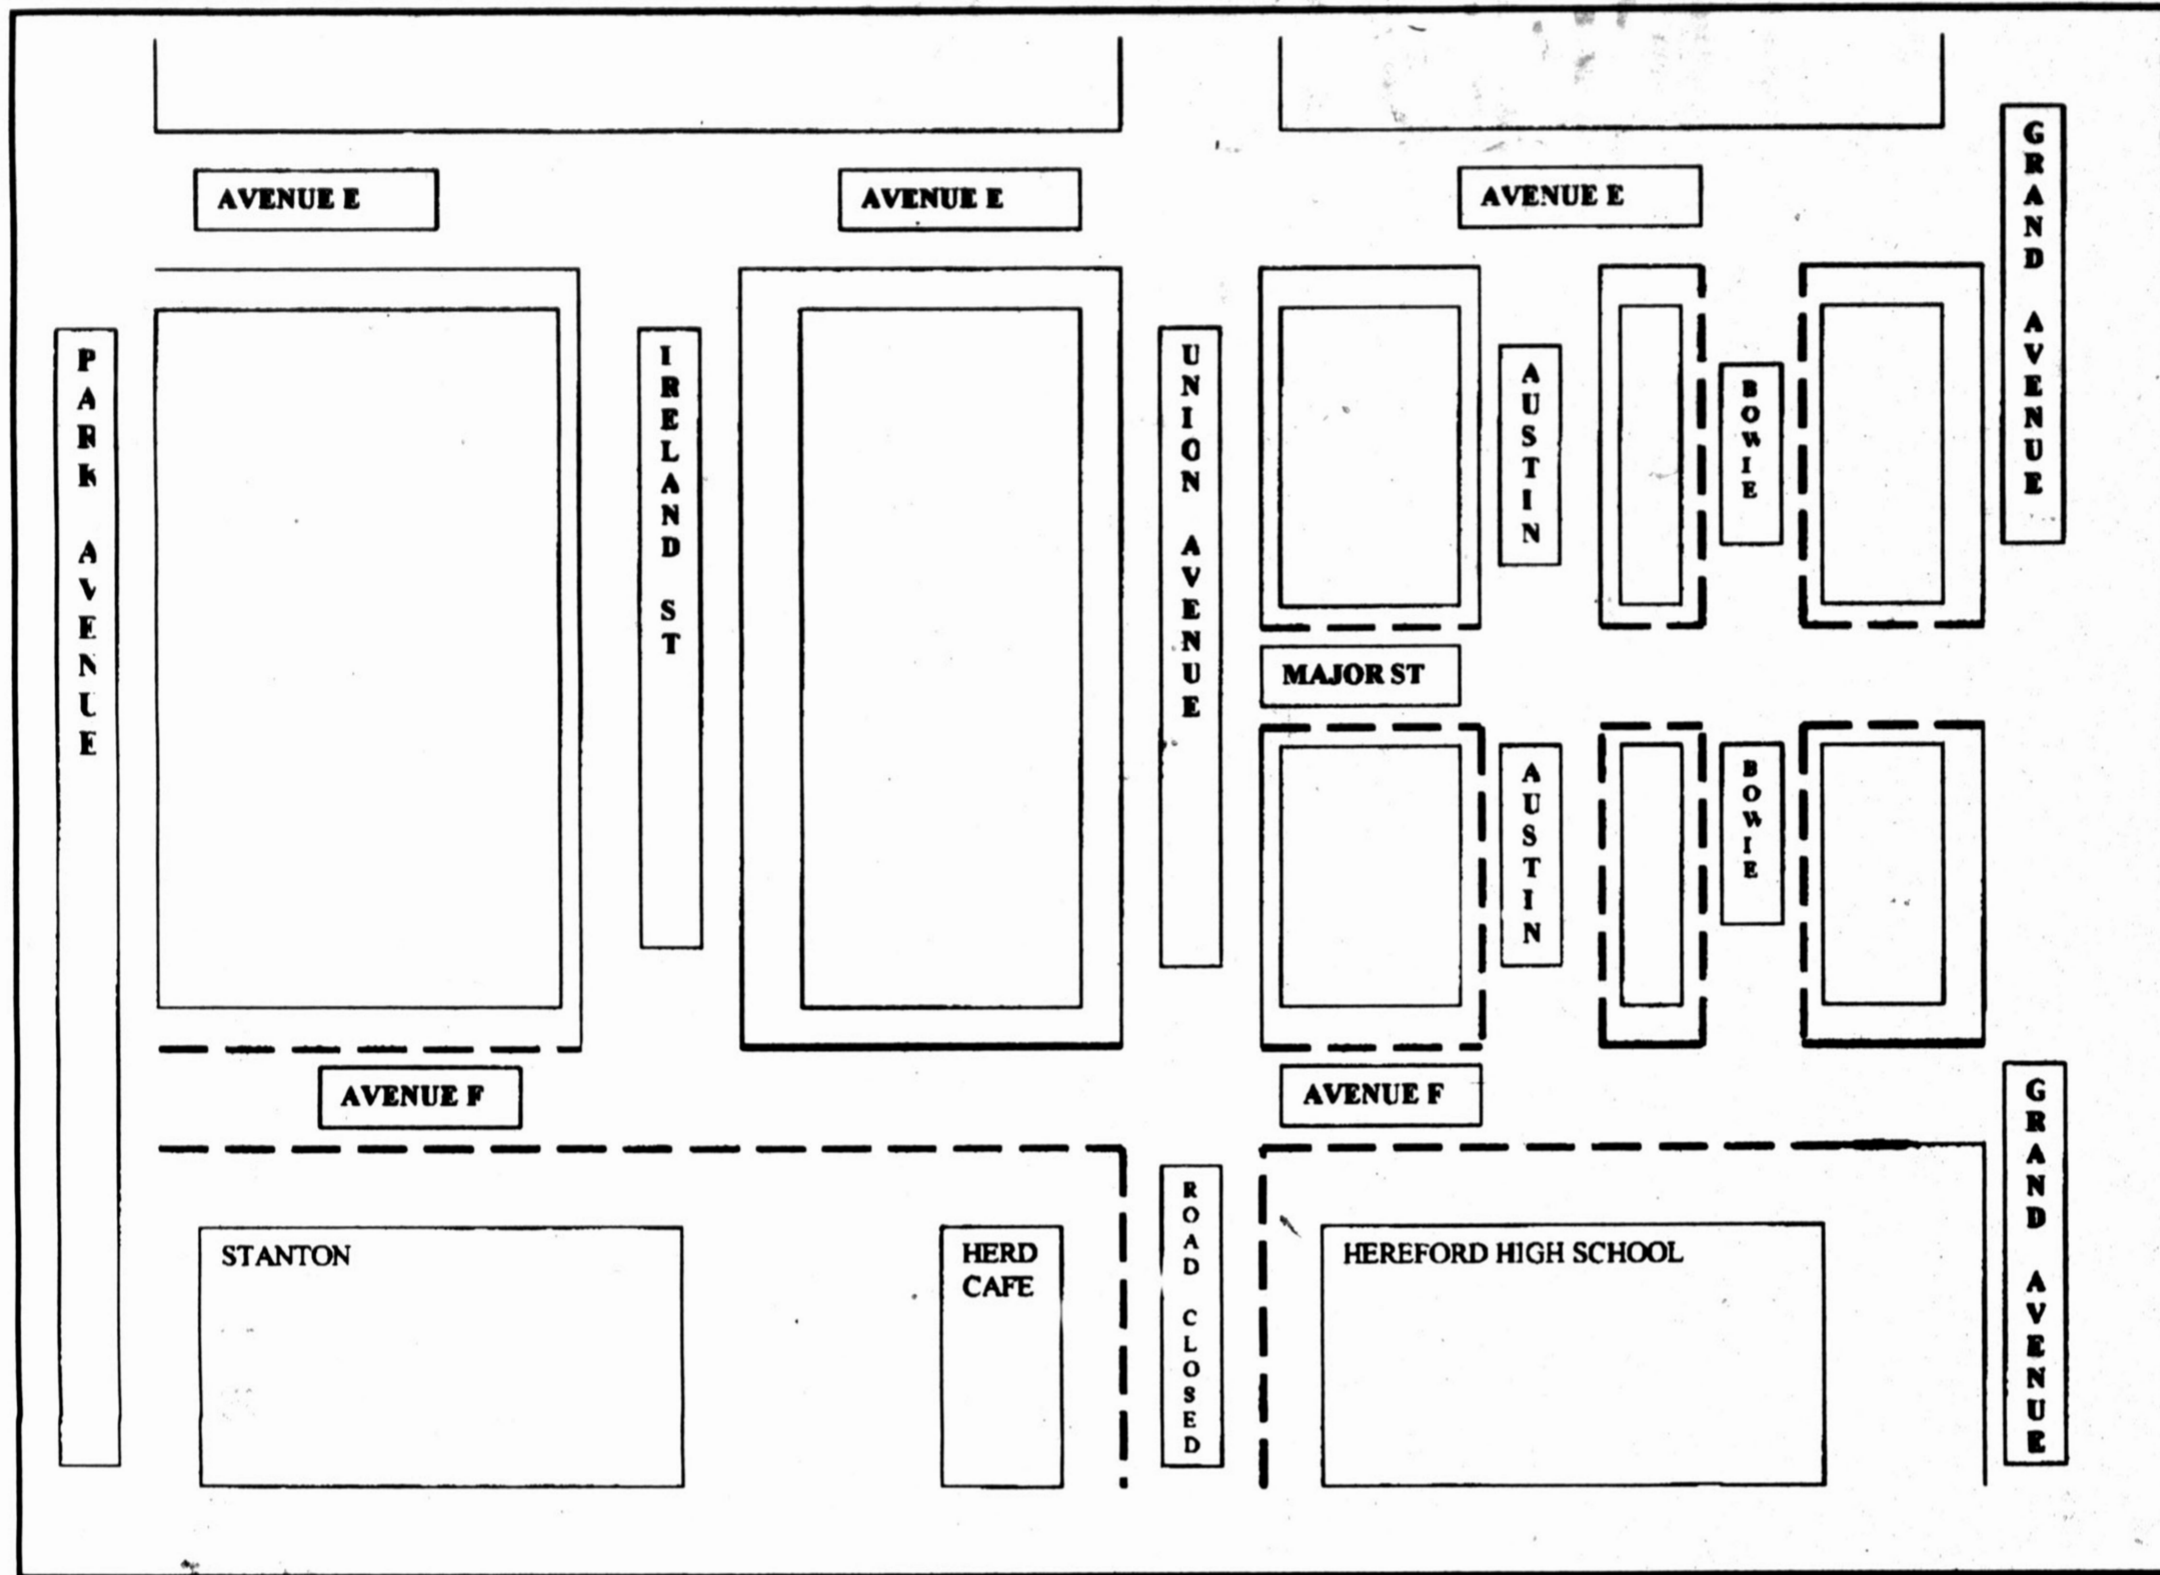 AVENUE E
AVENUE E
AVENUE E
GRAND AVENUE
PARK AVENUE
IRELAND ST
UNION AVENUE
AUSTIN
BOWIE
MAJOR ST
AUSTIN
BOWIE
AVENUE F
AVENUE F
GRAND AVENUE
ROAD CLOSED
STANTON
HERD
CAFE
HEREFORD HIGH SCHOOL